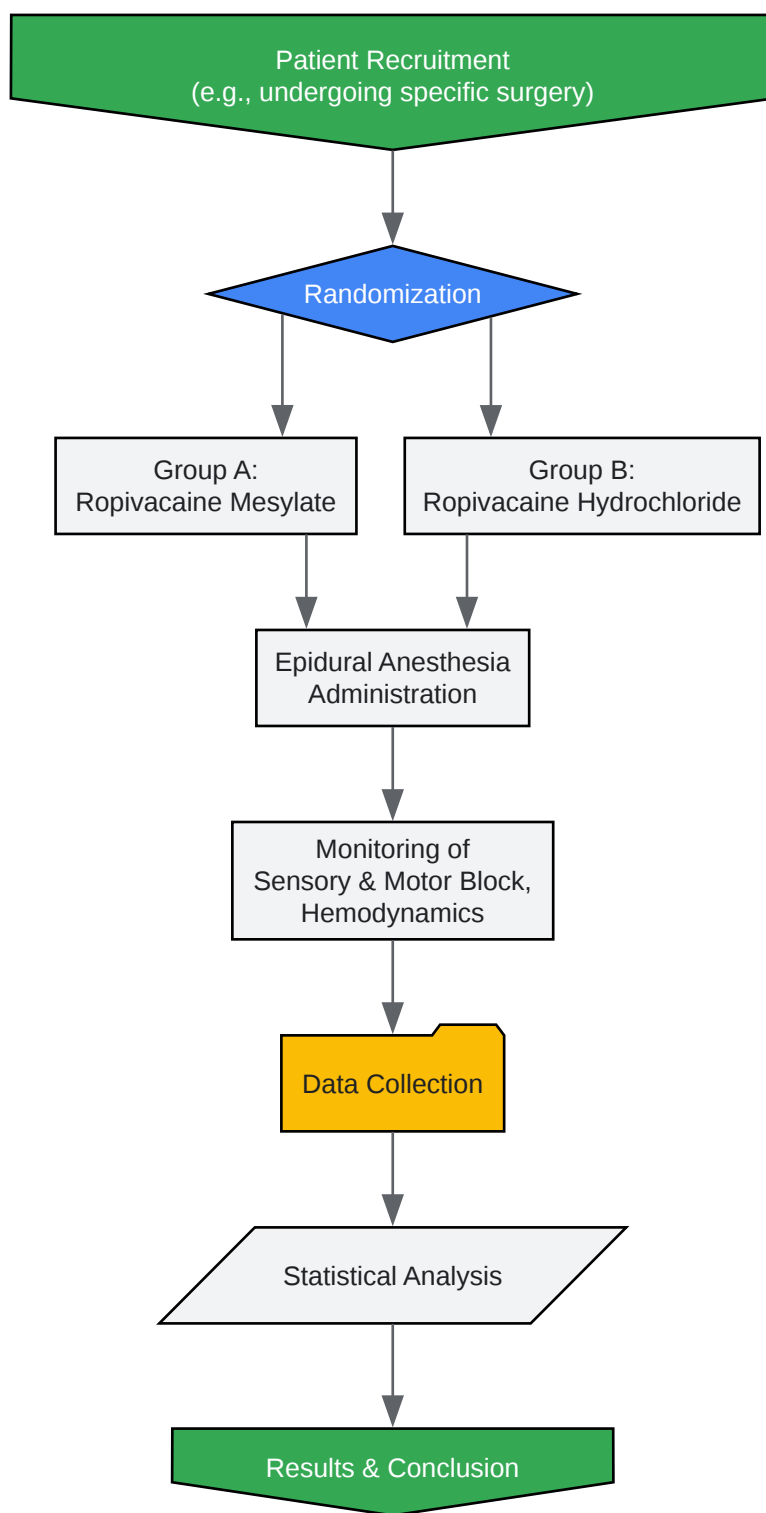 Patient Recruitment
(e.g., undergoing specific surgery)
Randomization
Group A:
Ropivacaine Mesylate
Group B:
Ropivacaine Hydrochloride
Epidural Anesthesia
Administration
Monitoring of
Sensory & Motor Block,
Hemodynamics
Data Collection
Statistical Analysis
Results & Conclusion